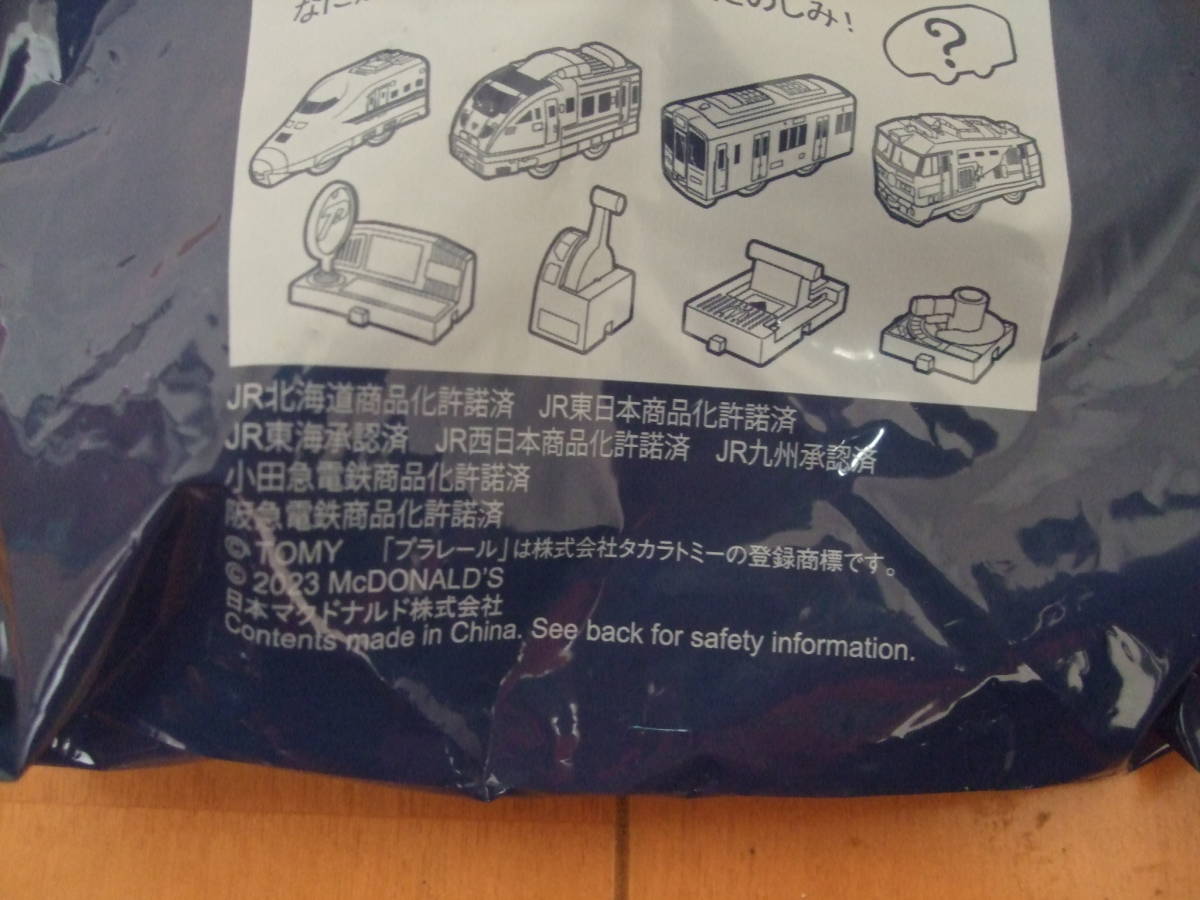 なに のしみ!
?
JR北海道商品化許諾済 JR東日本商品化許諾済
JR東海承認済 JR西日本商品化許諾済 JR九州承認済
小田急電鉄商品化許諾済
阪急電鉄商品化許諾済
© TOMY 「プラレール」は株式会社タカラトミーの登録商標です。
© 2023 McDONALD'S
日本マクドナルド株式会社
Contents made in China. See back for safety information.